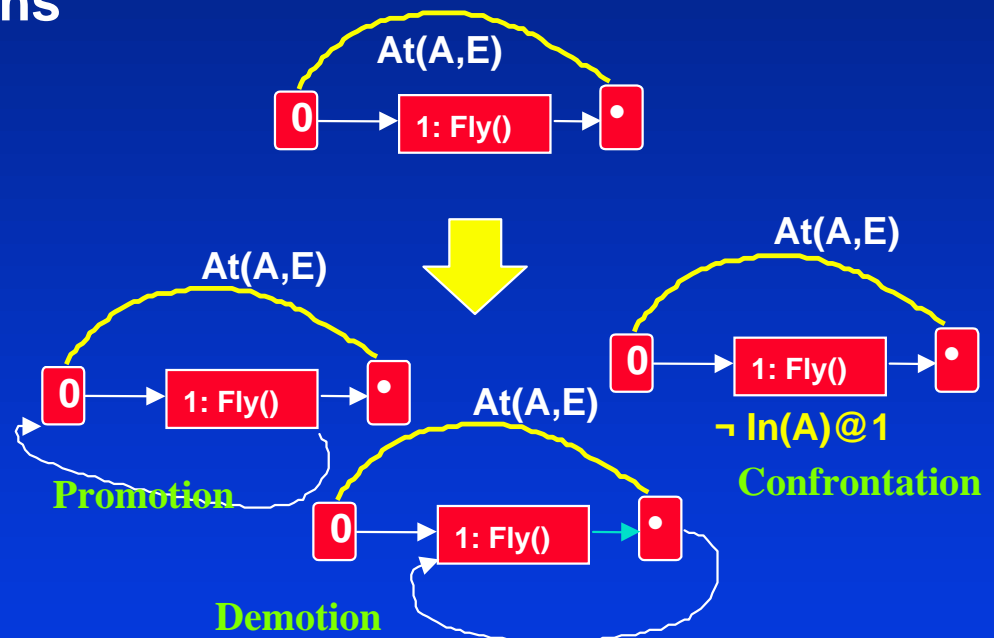 ns
At(A,E)
0
1: Fly()
•
At(A,E)
0
1: Fly()
•
Promotion
At(A,E)
0
1: Fly()
•
¬ In(A)@1
Confrontation
At(A,E)
0
1: Fly()
•
Demotion